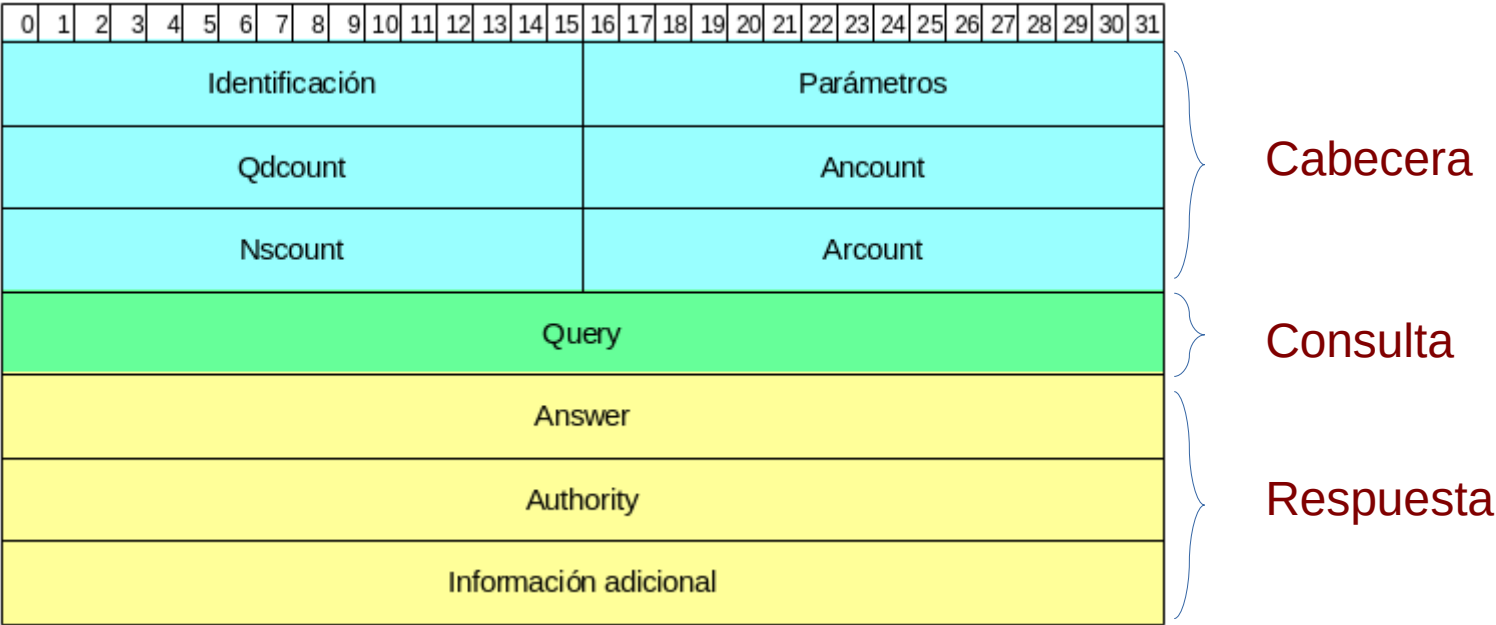 0 1 2 3 4 5 6 7 8 9 10 11 12 13 14 15 16 17 18 19 20 21 22 23 24 25 26 27 28 29 30 31
Identificación Parámetros
Qdcount Ancount
Cabecera
Nscount Arcount
Query
Consulta
Answer
Authority
Respuesta
Información adicional